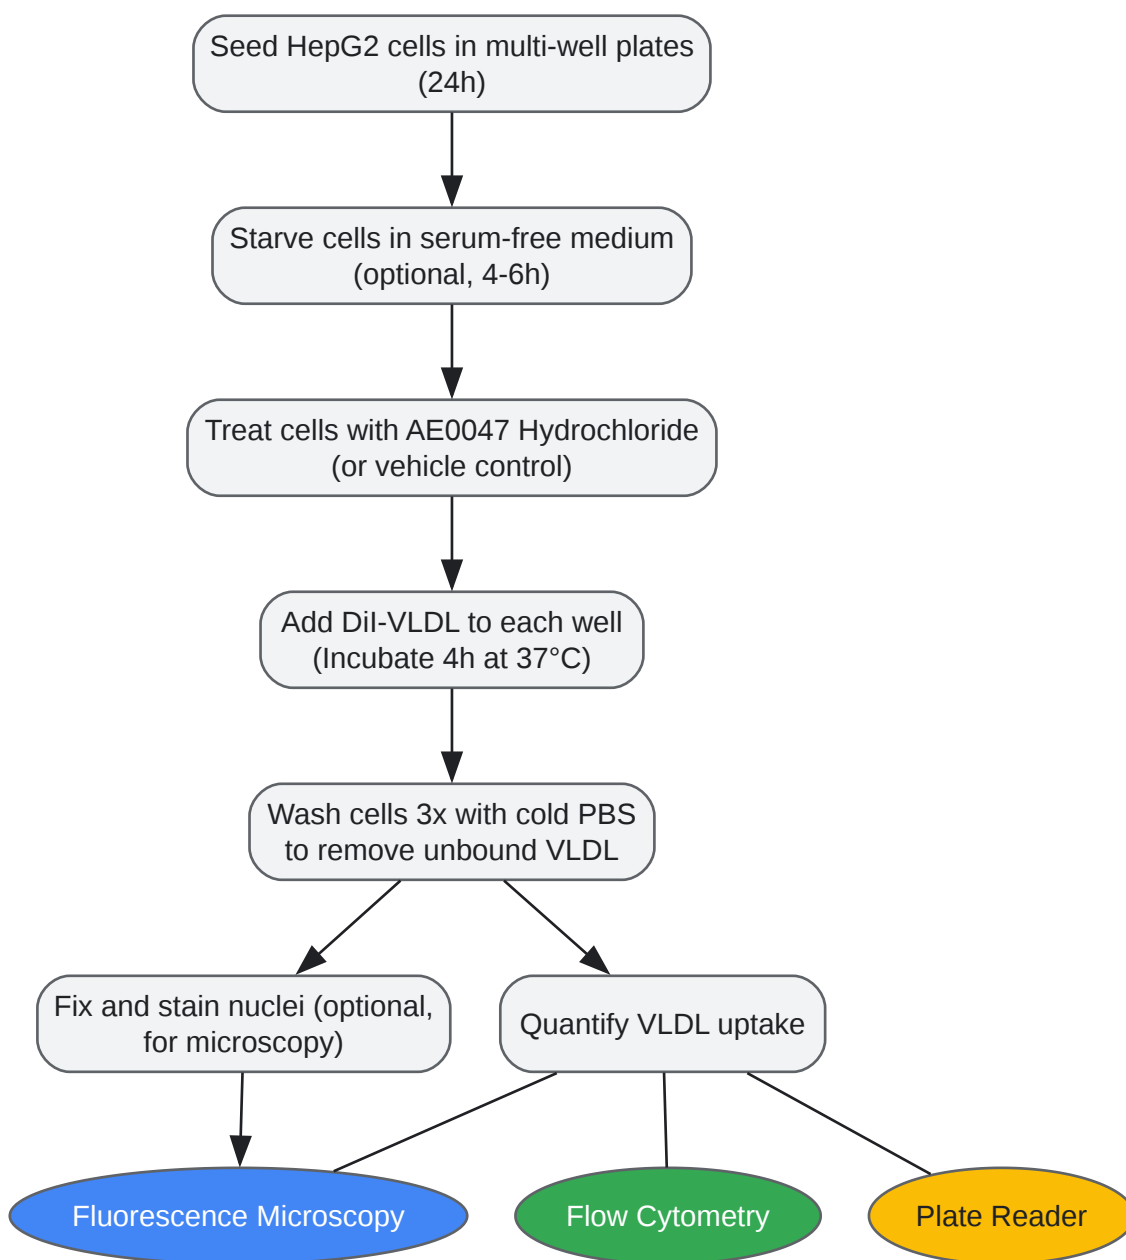 Seed HepG2 cells in multi-well plates
(24h)
Starve cells in serum-free medium
(optional, 4-6h)
Treat cells with AE0047 Hydrochloride
(or vehicle control)
Add DiI-VLDL to each well
(Incubate 4h at 37°C)
Wash cells 3x with cold PBS
to remove unbound VLDL
Fix and stain nuclei (optional,
for microscopy)
Quantify VLDL uptake
Fluorescence Microscopy
Flow Cytometry
Plate Reader